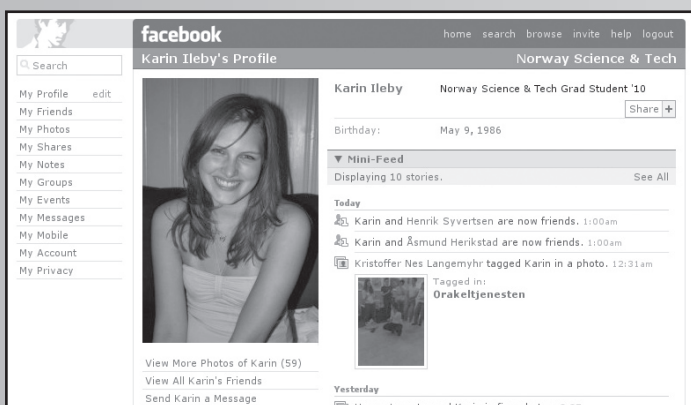 facebook
home search browse invite help logout
Search
Karin Ileby's Profile
Norway Science & Tech
My Profile edit
My Friends
My Photos
My Shares
My Notes
My Groups
My Events
My Messages
My Mobile
My Account
My Privacy
View More Photos of Karin (59)
View All Karin's Friends
Send Karin a Message
Karin Ileby Norway Science & Tech Grad Student '10
Share +
Birthday: May 9, 1986
▼ Mini-Feed
Displaying 10 stories. See All
Today
Karin and Henrik Syvertsen are now friends. 1:00am
Karin and Åsmund Herikstad are now friends. 1:00am
Kristoffer Nes Langemyhr tagged Karin in a photo. 12:31am
Tagged in:
Orakeltjenesten
Yesterday